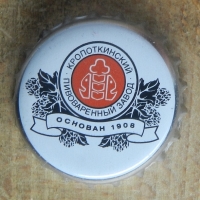 КРОПОТКИНСКИЙ
ПИВОВАРЕННЫЙ ЗАВОД
ОСНОВАН 1908